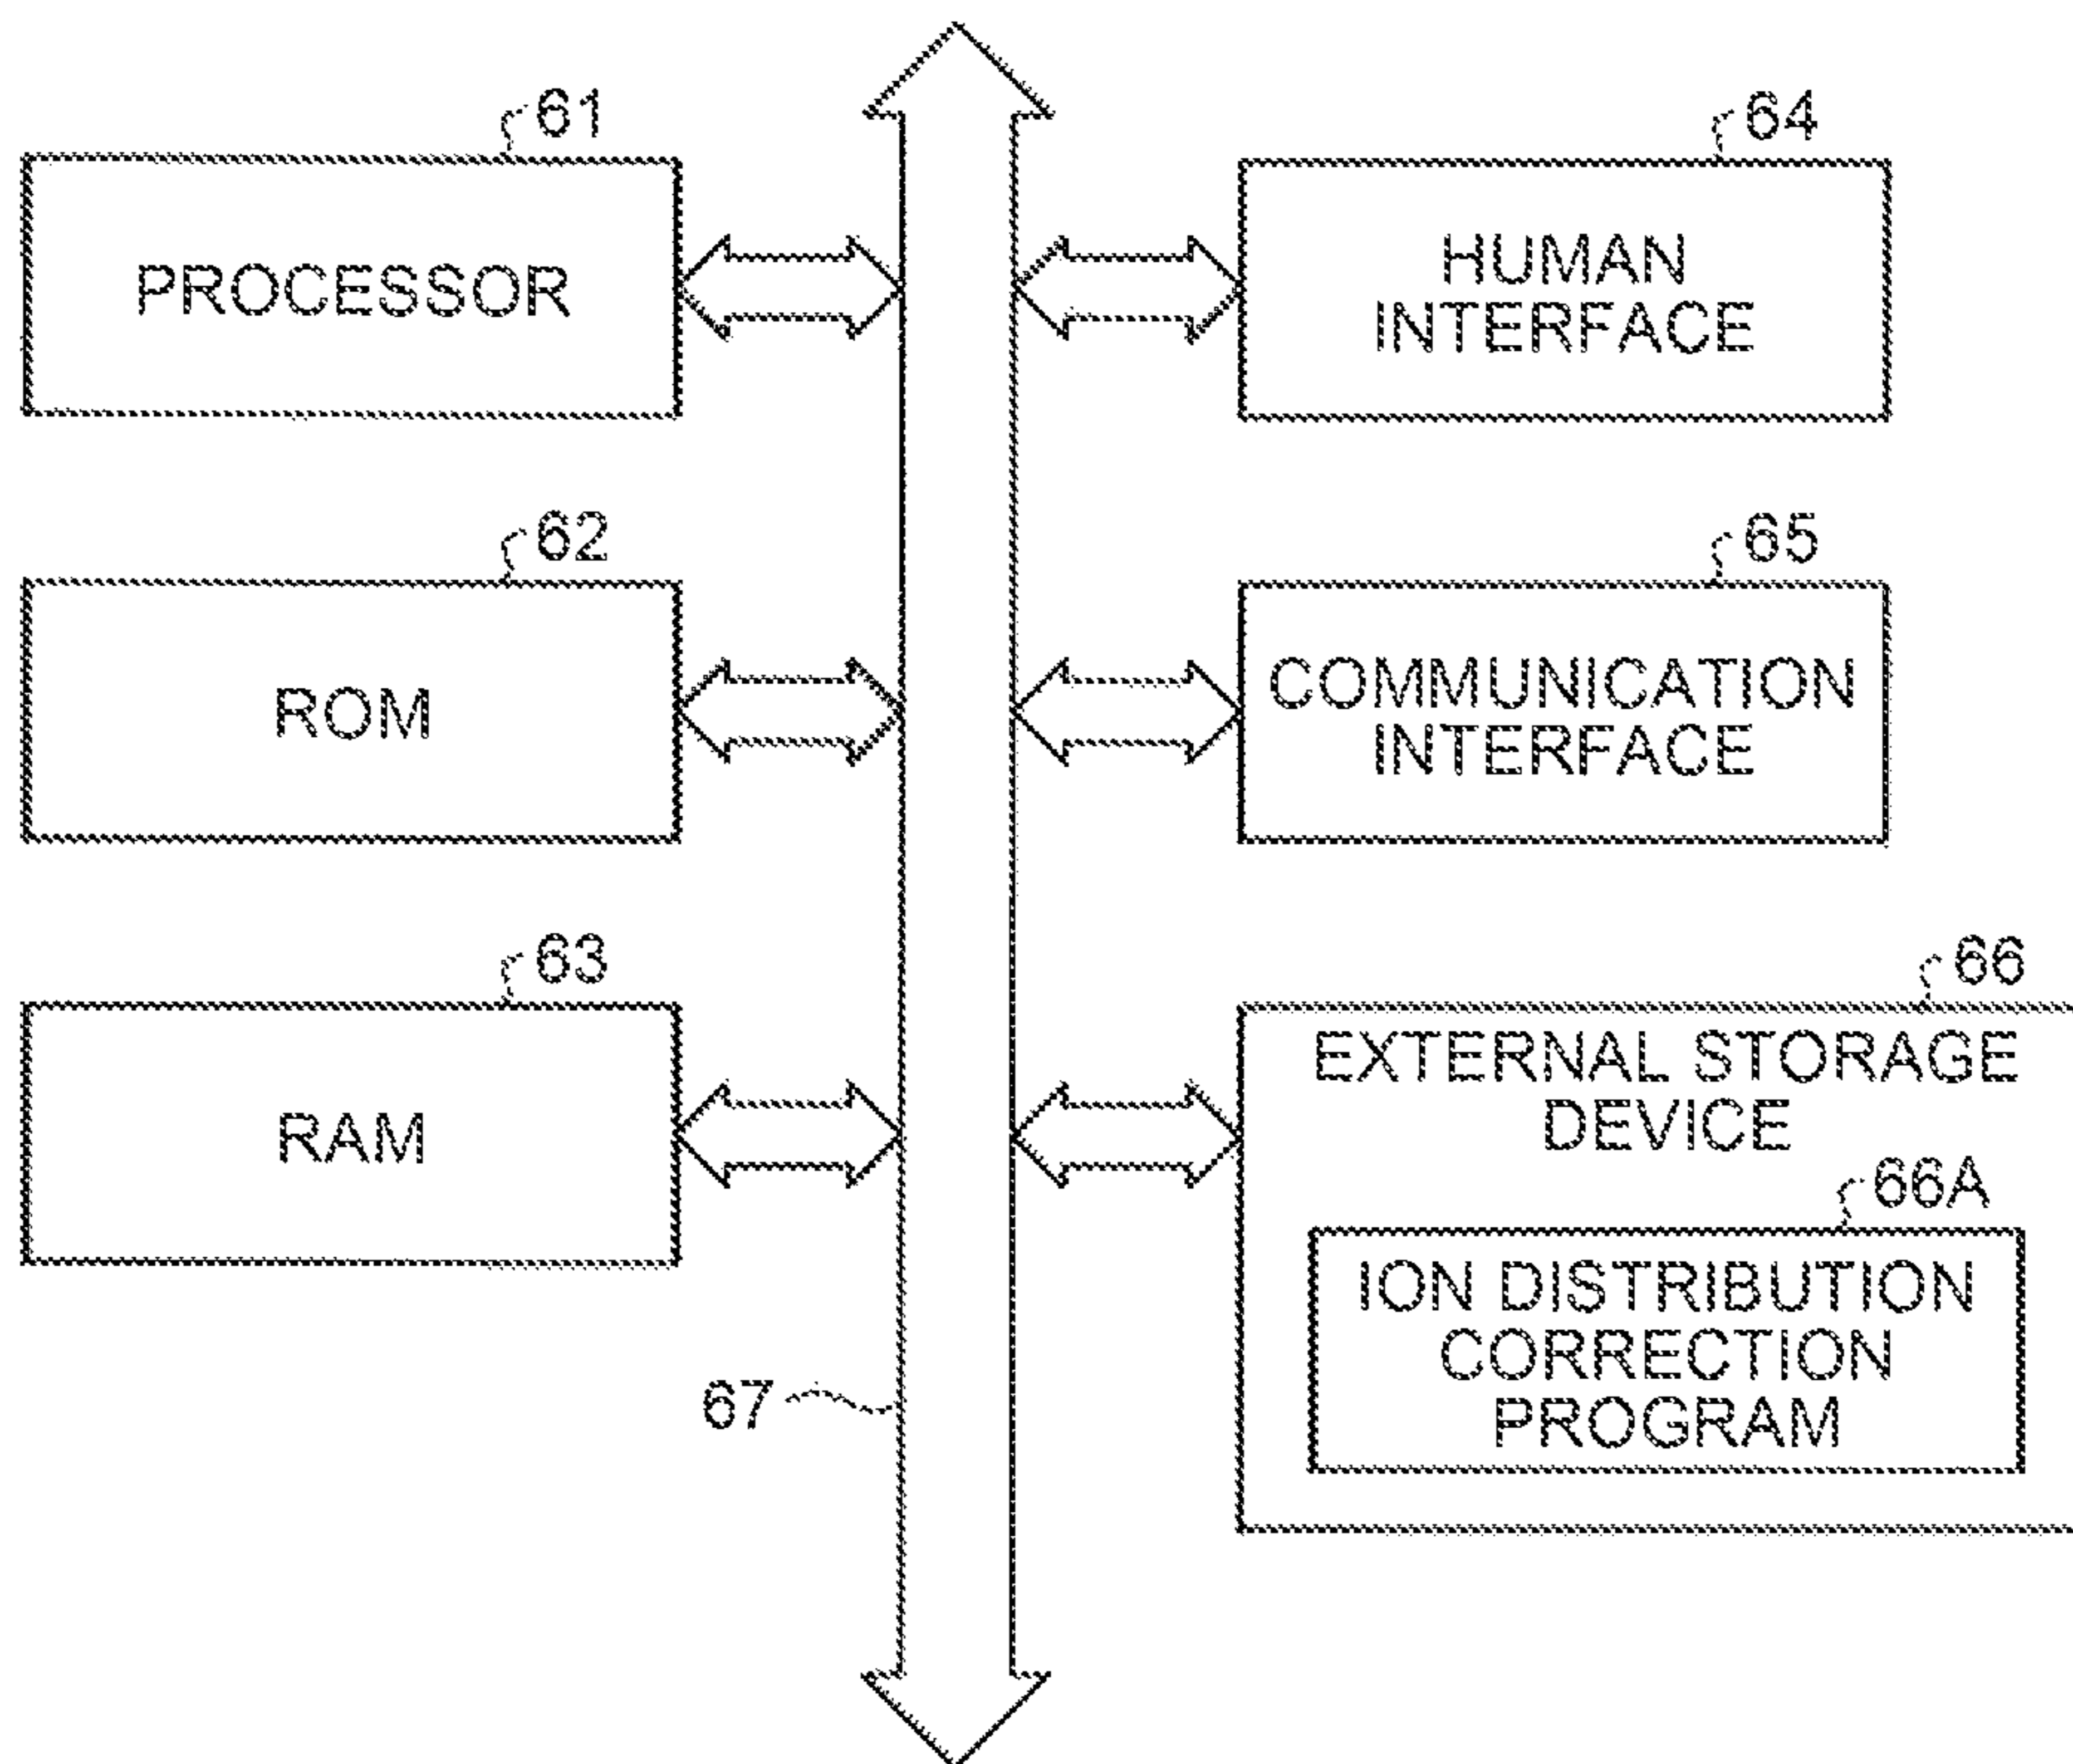 61
PROCESSOR
62
ROM
63
RAM
64
HUMAN
INTERFACE
65
COMMUNICATION
INTERFACE
66
EXTERNAL STORAGE
DEVICE
66A
ION DISTRIBUTION
CORRECTION
PROGRAM
67